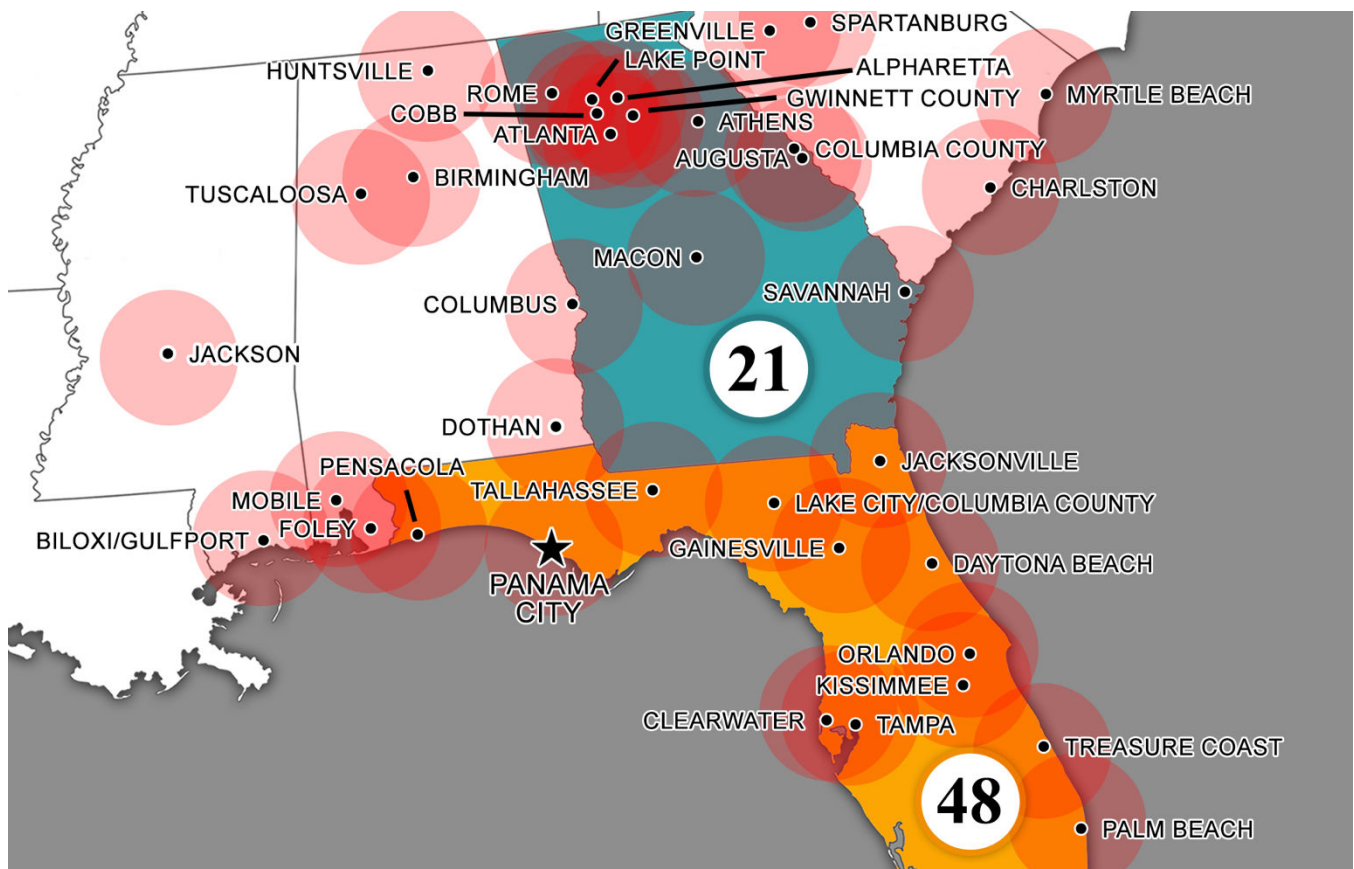 GREENVILLE
SPARTANBURG
LAKE POINT
HUNTSVILLE
ALPHARETTA
ROME
GWINNETT COUNTY
MYRTLE BEACH
COBB
ATHENS
ATLANTA
COLUMBIA COUNTY
AUGUSTA
BIRMINGHAM
TUSCALOOSA
CHARLSTON
MACON
SAVANNAH
COLUMBUS
JACKSON
21
DOTHAN
JACKSONVILLE
PENSACOLA
TALLAHASSEE
MOBILE
LAKE CITY/COLUMBIA COUNTY
FOLEY
BILOXI/GULFPORT
GAINESVILLE
DAYTONA BEACH
PANAMA
CITY
ORLANDO
KISSIMMEE
CLEARWATER
TAMPA
TREASURE COAST
48
PALM BEACH